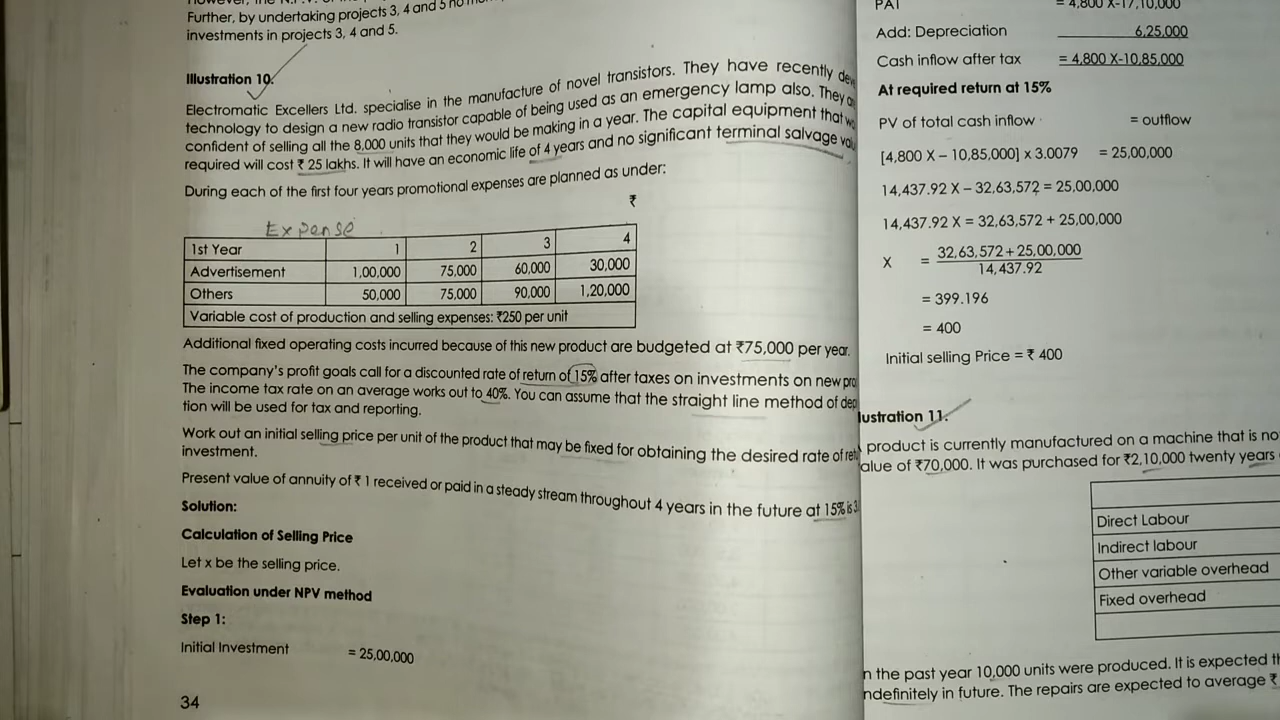 Further, by undertaking projects 3, 4 and 5 no
investments in projects 3, 4 and 5.
Illustration 10.
Electromatic Excellers Ltd. specialise in the manufacture of novel transistors. They have recently
technology to design a new radio transistor capable of being used as an emergency lamp also. They
confident of selling all the 8,000 units that they would be making in a year. The capital equipment that
required will cost ₹ 25 lakhs. It will have an economic life of 4 years and no significant terminal salvage
During each of the first four years promotional expenses are planned as under:
₹
Expense
1st Year 1 2 3 4
Advertisement 1,00,000 75,000 60,000 30,000
Others 50,000 75,000 90,000 1,20,000
Variable cost of production and selling expenses: ₹250 per unit
Additional fixed operating costs incurred because of this new product are budgeted at ₹75,000 per year.
The company's profit goals call for a discounted rate of return of 15% after taxes on investments on new
The income tax rate on an average works out to 40%. You can assume that the straight line method of
tion will be used for tax and reporting.
Work out an initial selling price per unit of the product that may be fixed for obtaining the desired rate of
investment.
Present value of annuity of ₹ 1 received or paid in a steady stream throughout 4 years in the future at 15% is
Solution:
Calculation of Selling Price
Let x be the selling price.
Evaluation under NPV method
Step 1:
Initial Investment = 25,00,000
34
PAT = 4,800 X-17,10,000
Add: Depreciation 6,25,000
Cash inflow after tax = 4,800 X-10,85,000
At required return at 15%
PV of total cash inflow = outflow
[4,800 X – 10,85,000] x 3.0079 = 25,00,000
14,437.92 X – 32,63,572 = 25,00,000
14,437.92 X = 32,63,572 + 25,00,000
X = 32,63,572 + 25,00,000
14,437.92
= 399.196
= 400
Initial selling Price = ₹ 400
lustration 11.
product is currently manufactured on a machine that is
alue of ₹70,000. It was purchased for ₹2,10,000 twenty years
Direct Labour
Indirect labour
Other variable overhead
Fixed overhead
n the past year 10,000 units were produced. It is expected
ndefinitely in future. The repairs are expected to average ₹